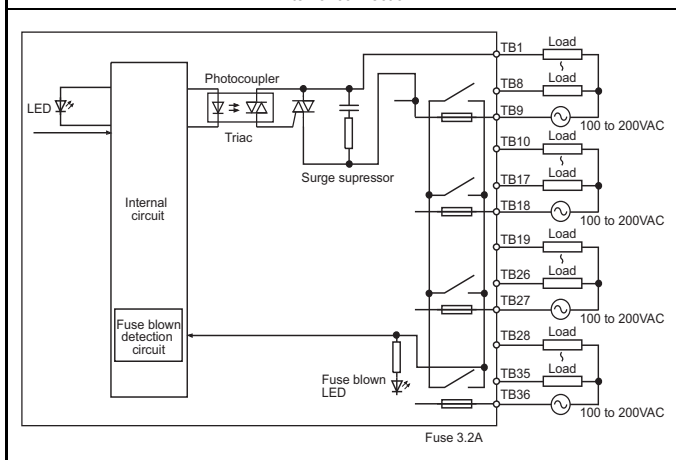 LED
Photocoupler
Triac
Surge supressor
Internal
circuit
Fuse blown
detection
circuit
Fuse blown
LED
Fuse 3.2A
TB1
Load
TB8
Load
TB9
100 to 200VAC
TB10
Load
TB17
Load
TB18
100 to 200VAC
TB19
Load
TB26
Load
TB27
100 to 200VAC
TB28
Load
TB35
Load
TB36
100 to 200VAC